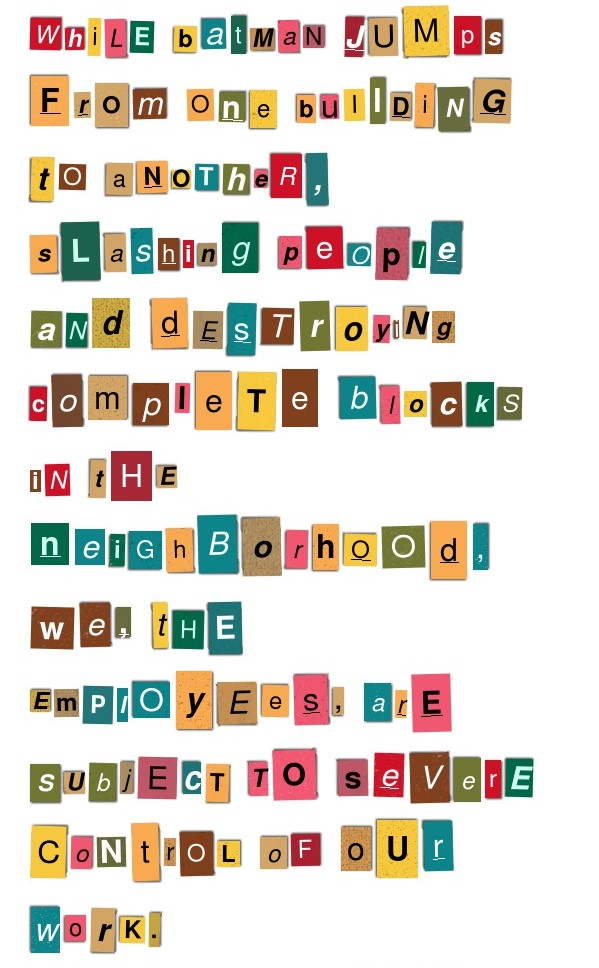 WhiLE batMaN JUMps
From One buIlDiNG
tO aNOTheR,
sLashing peOple
aNd dESTroyiNg
complete blocks
iN tHE
neiGhBorhOOd,
we, tHE
EmPlOyEes, arE
sUbjECT TO seVerE
CoNtrOL oF oUr
worK.